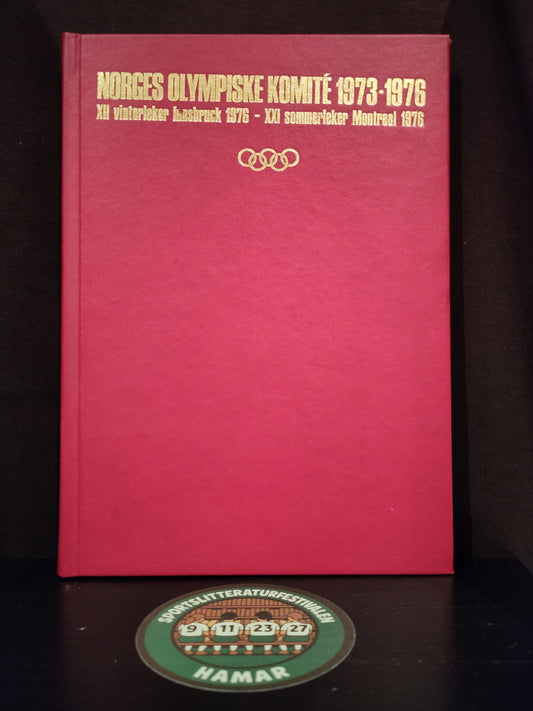 NORGES OLYMPISKE KOMITÉ 1973-1976
XII vinterleker Innsbruck 1976 - XXI sommerleker Montreal 1976
SPORTSLITTERATURFESTIVALEN
9 11 23 27
HAMAR